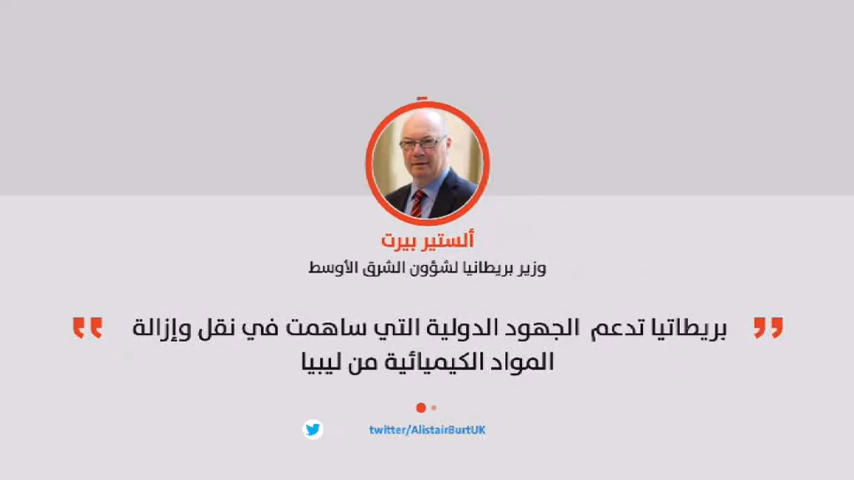 ألستير بيرت
وزير بريطانيا لشؤون الشرق الأوسط
بريطاتيا تدعم الجهود الدولية التي ساهمت في نقل وإزالة
المواد الكيميائية من ليبيا
twitter/AlistairBurtUK